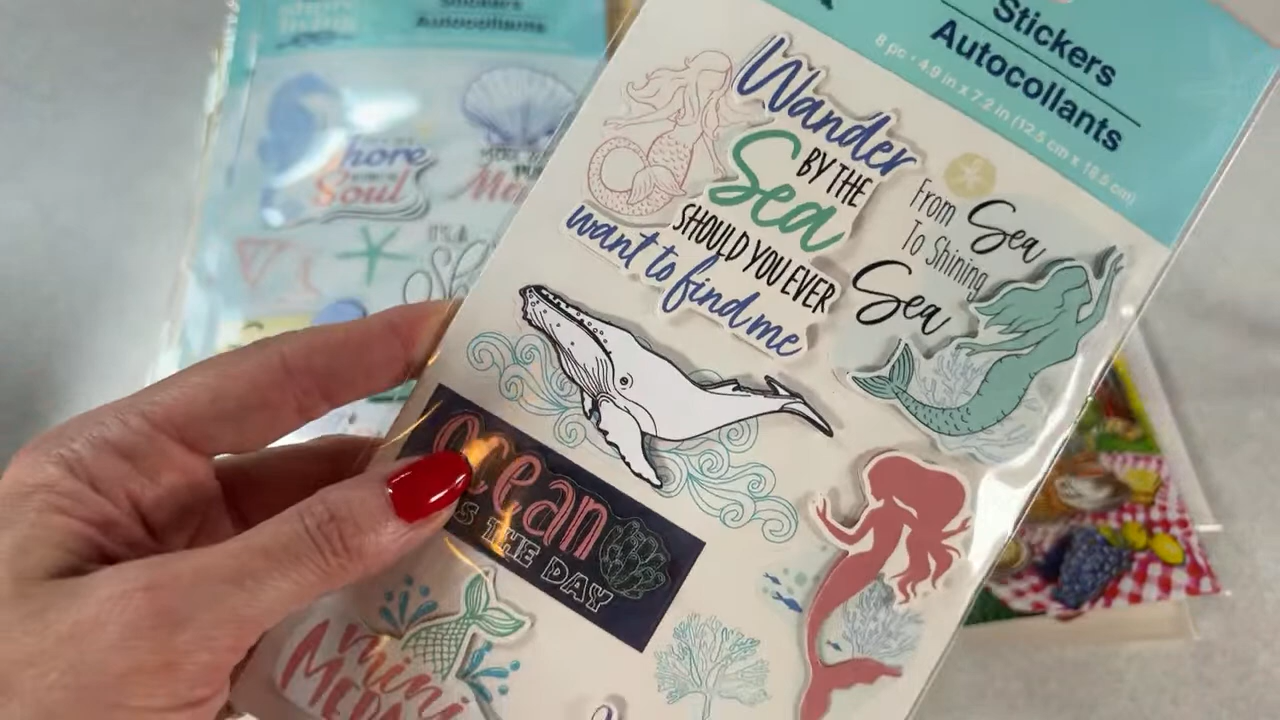 Stickers
Autocollants
8 pc • 4.9 in x 7.2 in (12.5 cm x 18.5 cm)
Wander
BY THE
Sea
SHOULD YOU EVER
want to find me
From Sea
To Shining
Sea
Ocean
IS THE DAY
Mini
Stickers
Autocollants
Shore
Soul